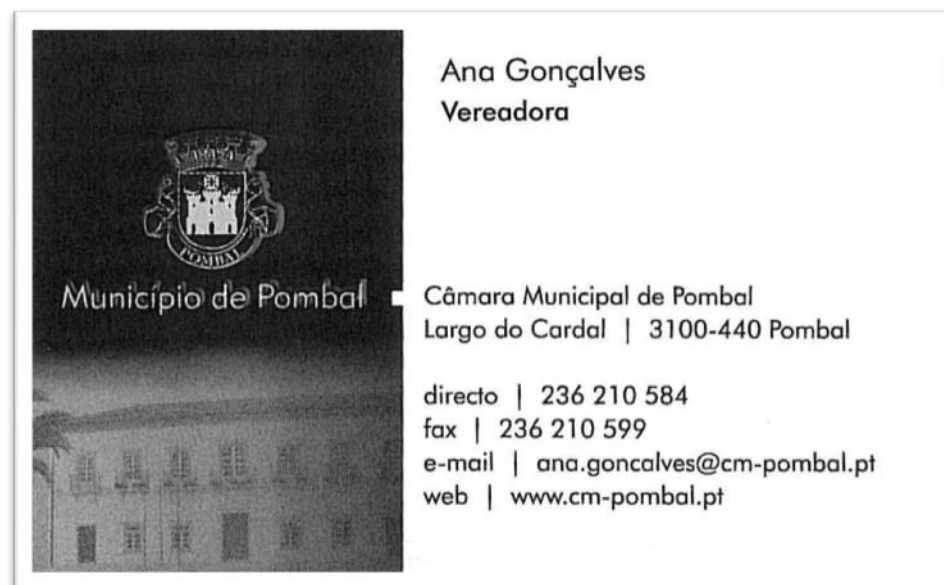 Ana Gonçalves
Vereadora
POMBAL
Município de Pombal
Câmara Municipal de Pombal
Largo do Cardal | 3100-440 Pombal
directo | 236 210 584
fax | 236 210 599
e-mail | ana.goncalves@cm-pombal.pt
web | www.cm-pombal.pt